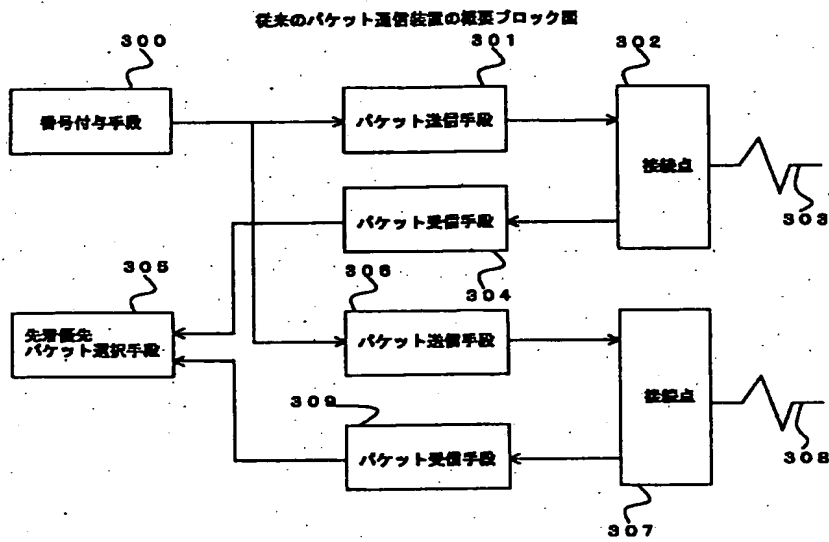 従来のパケット通信装置の概要ブロック図
300
301
302
番号付与手段
パケット送信手段
接続点
303
パケット受信手段
304
305
306
先着優先
パケット選択手段
パケット送信手段
接続点
308
309
パケット受信手段
307